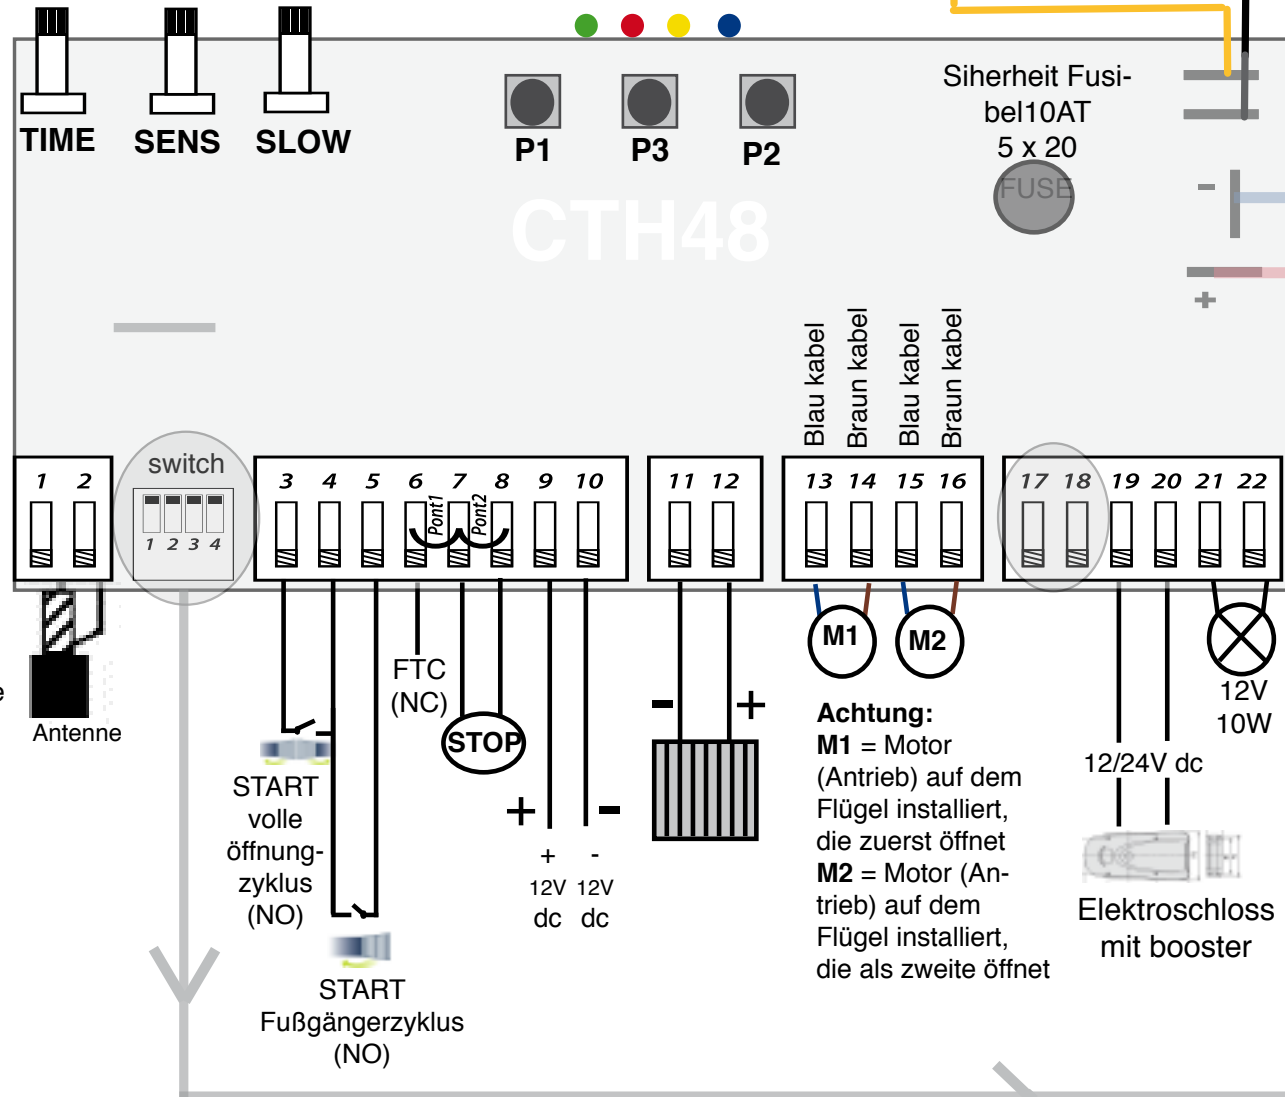 TIME
SENS
SLOW
P1
P3
P2
Siherheit Fusi-
bel10AT
5 x 20
FUSE
CTH48
-
+
Blau kabel
Braun kabel
Blau kabel
Braun kabel
1 2
switch
1 2 3 4
3 4 5 6 7 8 9 10
Pont1
Pont2
11 12
13 14 15 16
17 18 19 20 21 22
Antenne
START
volle
öffnung-
zyklus
(NO)
START
Fußgängerzyklus
(NO)
FTC
(NC)
STOP
+ -
+ -
12V 12V
dc dc
- +
M1
M2
Achtung:
M1 = Motor
(Antrieb) auf dem
Flügel installiert,
die zuerst öffnet
M2 = Motor (An-
trieb) auf dem
Flügel installiert,
die als zweite öffnet
12/24V dc
Elektroschloss
mit booster
12V
10W